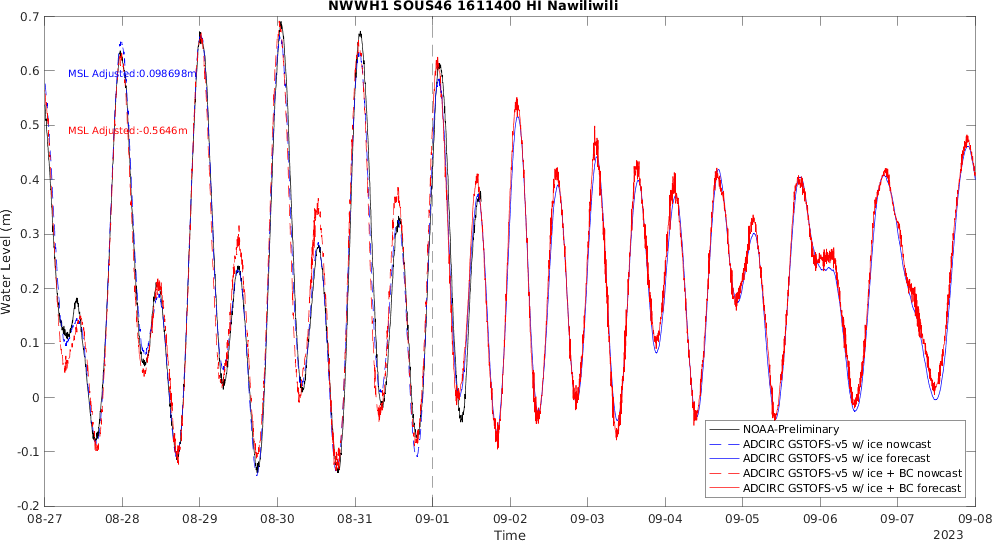 NWWH1 SOUS46 1611400 HI Nawiliwili
0.7
0.6
0.5
0.4
0.3
0.2
0.1
0
-0.1
-0.2
Water Level (m)
MSL Adjusted:0.098698m
MSL Adjusted:-0.5646m
NOAA-Preliminary
ADCIRC GSTOFS-v5 w/ ice nowcast
ADCIRC GSTOFS-v5 w/ ice forecast
ADCIRC GSTOFS-v5 w/ ice + BC nowcast
ADCIRC GSTOFS-v5 w/ ice + BC forecast
08-27 08-28 08-29 08-30 08-31 09-01 09-02 09-03 09-04 09-05 09-06 09-07 09-08
Time
2023